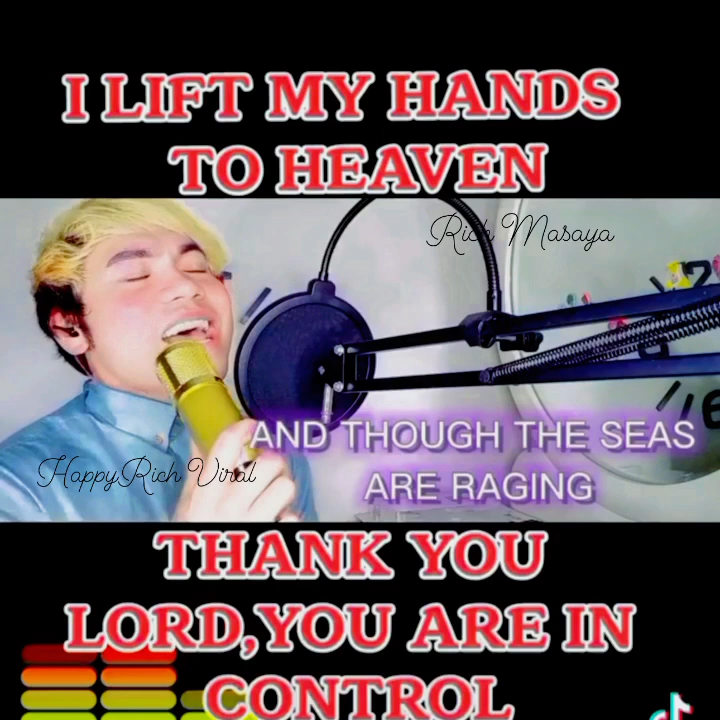 I LIFT MY HANDS
TO HEAVEN
Rich Masaya
AND THOUGH THE SEAS
ARE RAGING
HappyRich Viral
THANK YOU
LORD,YOU ARE IN
CONTROL